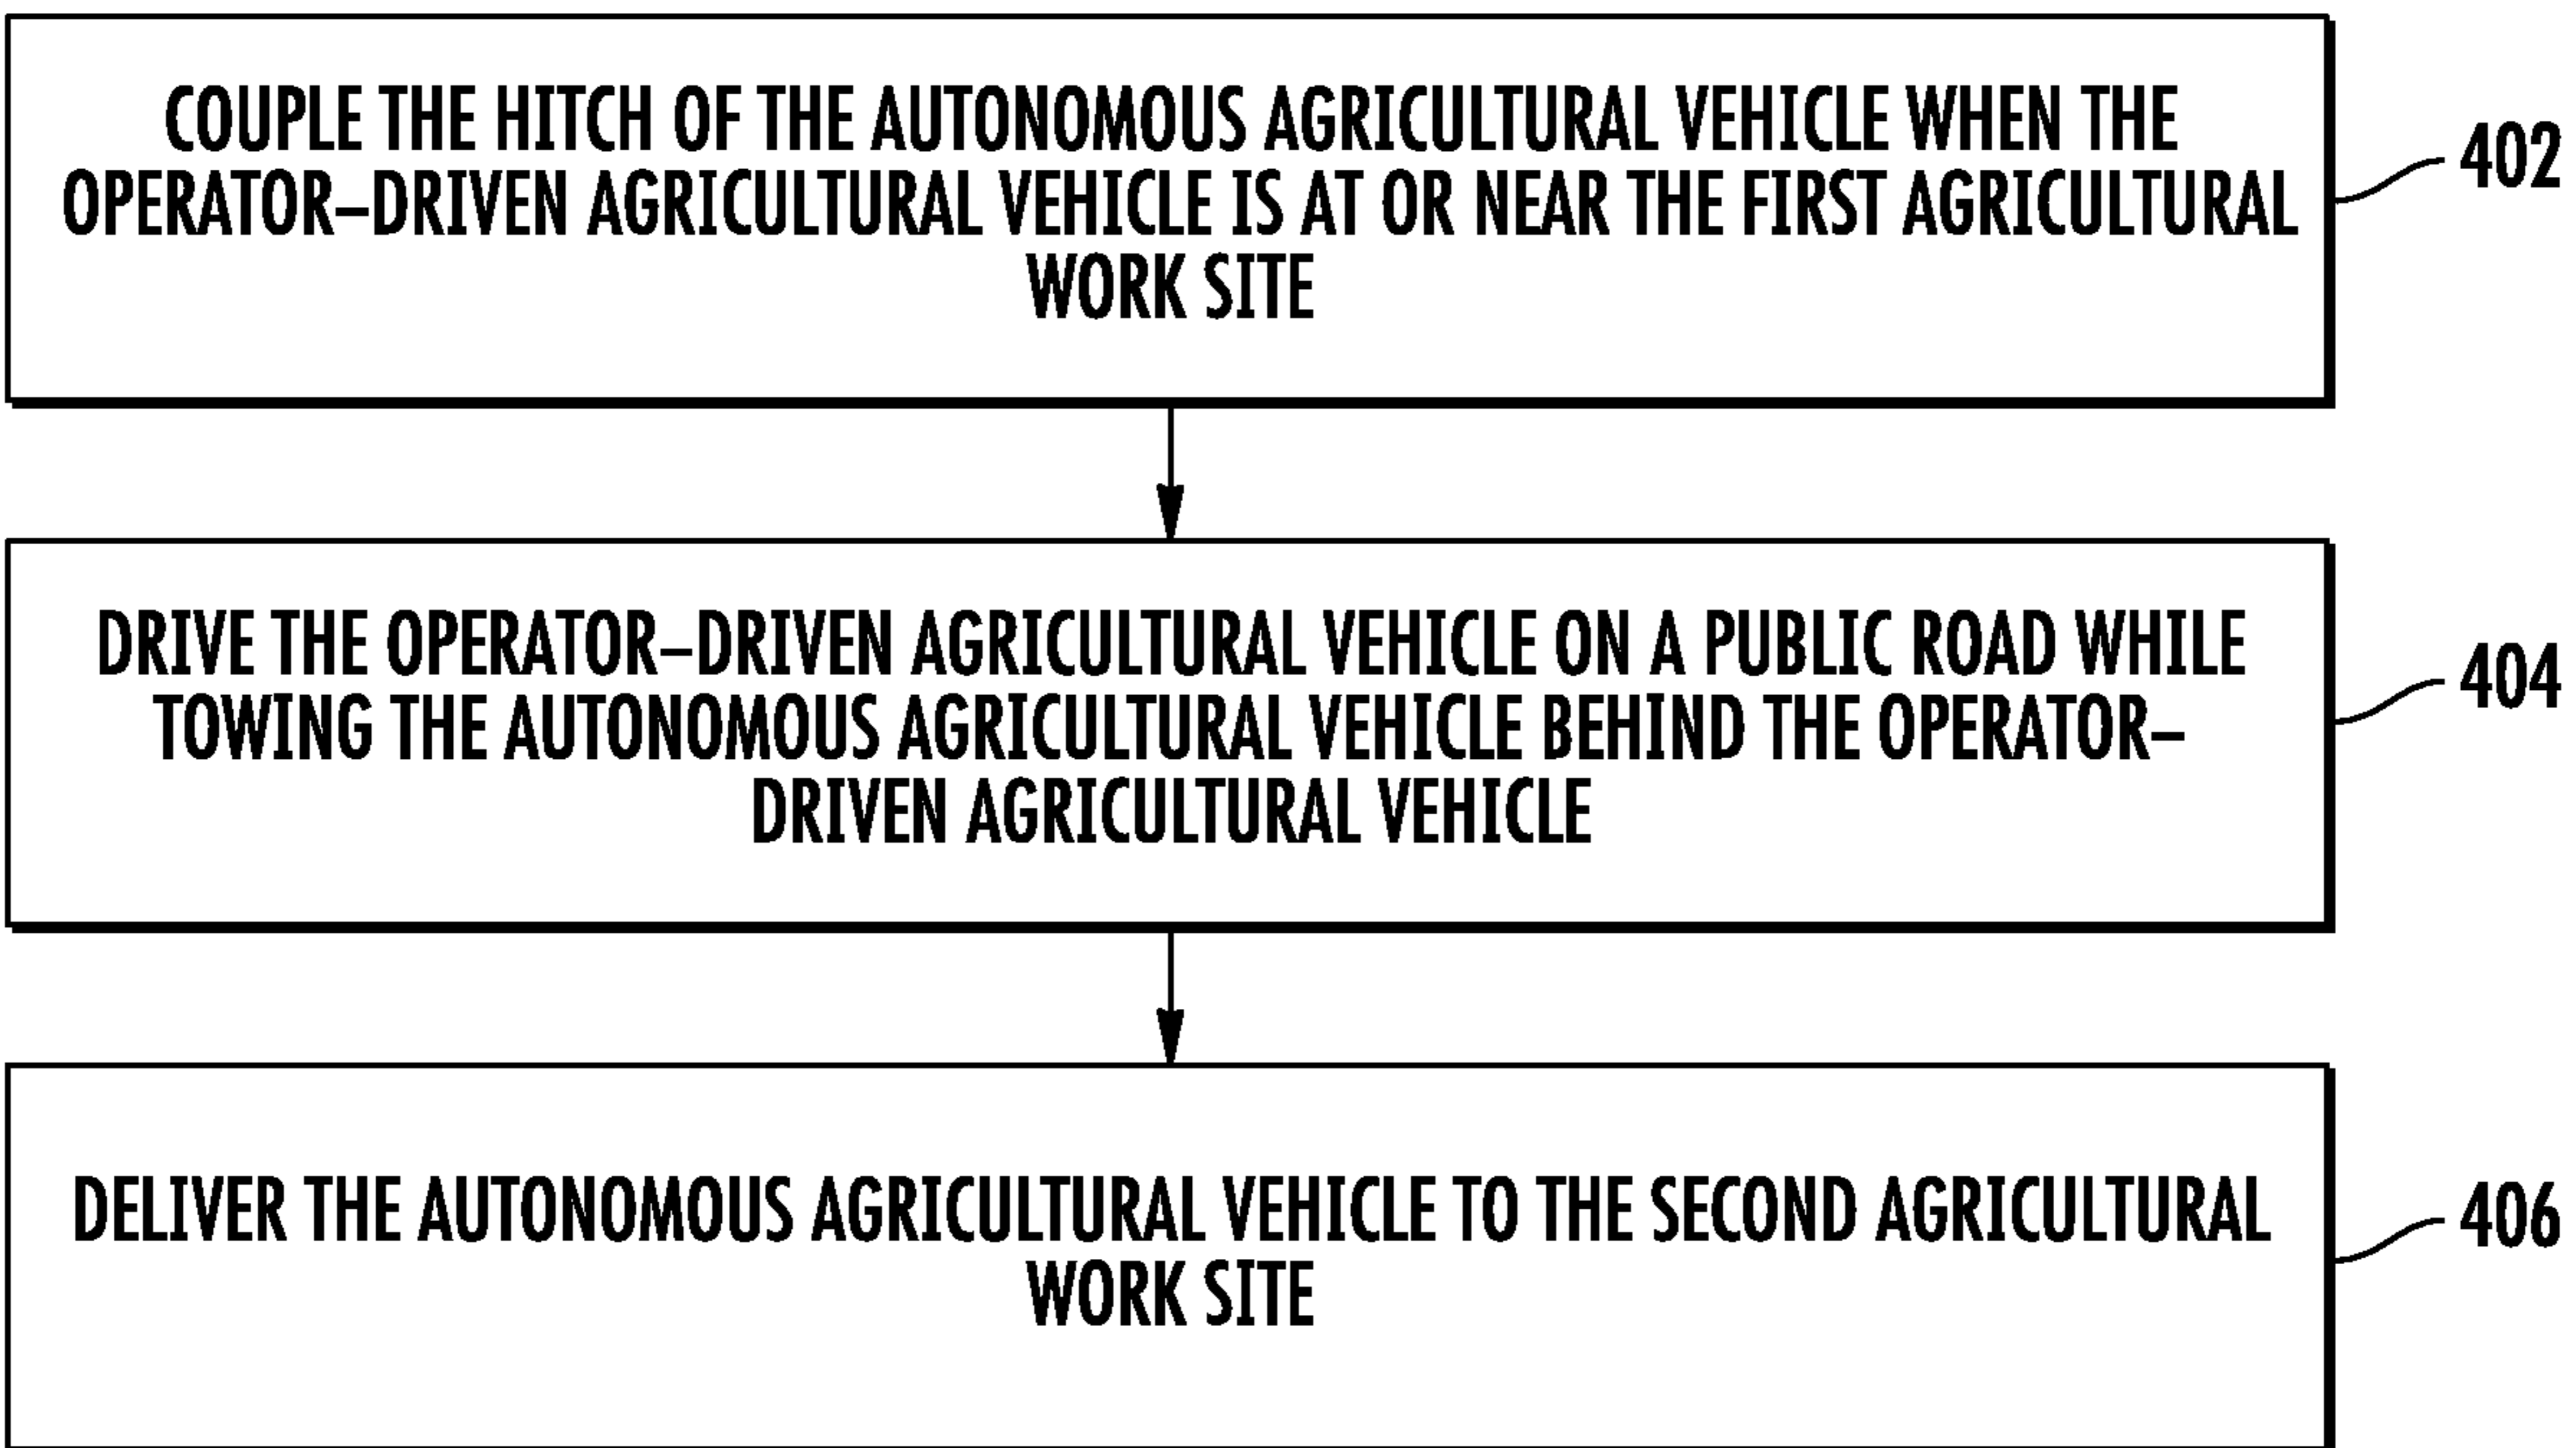 COUPLE THE HITCH OF THE AUTONOMOUS AGRICULTURAL VEHICLE WHEN THE
OPERATOR–DRIVEN AGRICULTURAL VEHICLE IS AT OR NEAR THE FIRST AGRICULTURAL
WORK SITE
402
DRIVE THE OPERATOR–DRIVEN AGRICULTURAL VEHICLE ON A PUBLIC ROAD WHILE
TOWING THE AUTONOMOUS AGRICULTURAL VEHICLE BEHIND THE OPERATOR–
DRIVEN AGRICULTURAL VEHICLE
404
DELIVER THE AUTONOMOUS AGRICULTURAL VEHICLE TO THE SECOND AGRICULTURAL
WORK SITE
406